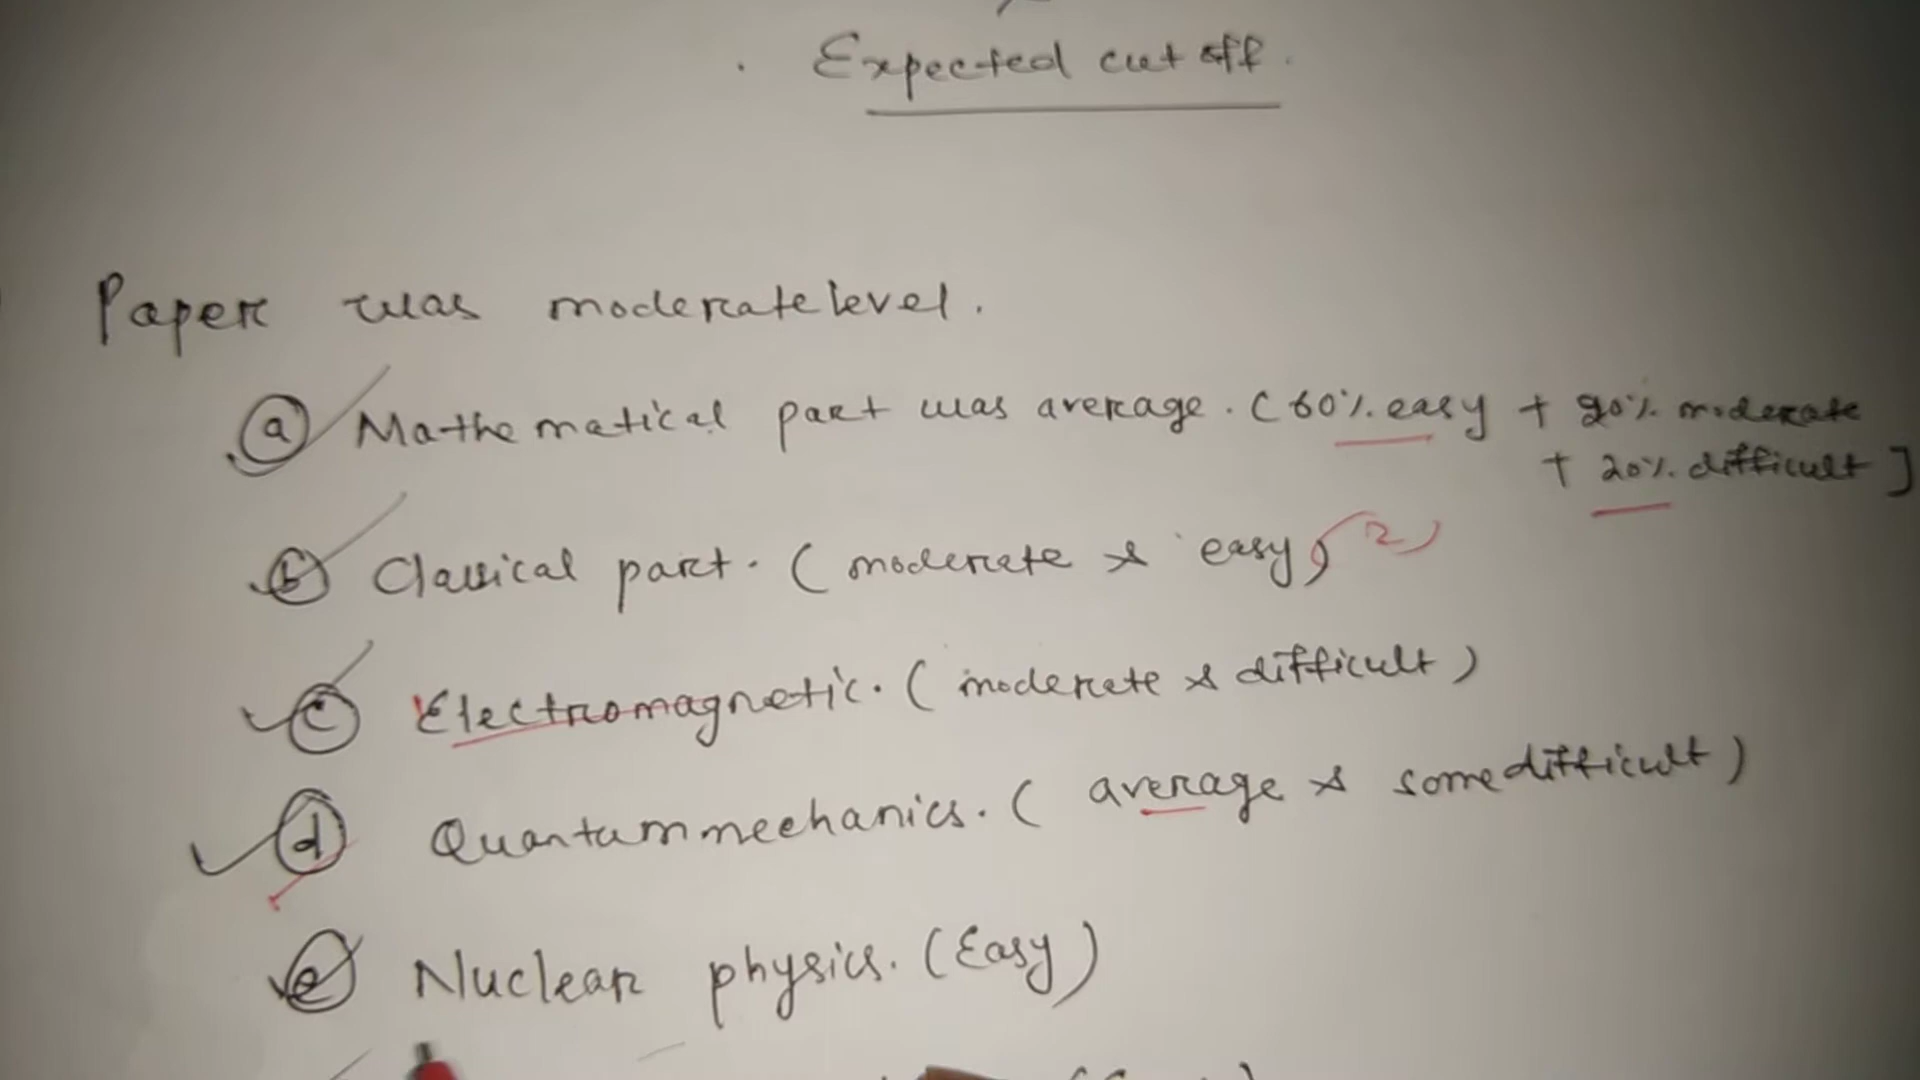 Expected cut off.
Paper was moderate level.
(a) Mathematical part was average. (60% easy + 20% moderate
+ 20% difficult]
(b) Classical part. (moderate & easy) (2)
(c) Electromagnetic. (moderate & difficult)
(d) Quantum mechanics. (average & some difficult)
(e) Nuclear physics. (Easy)